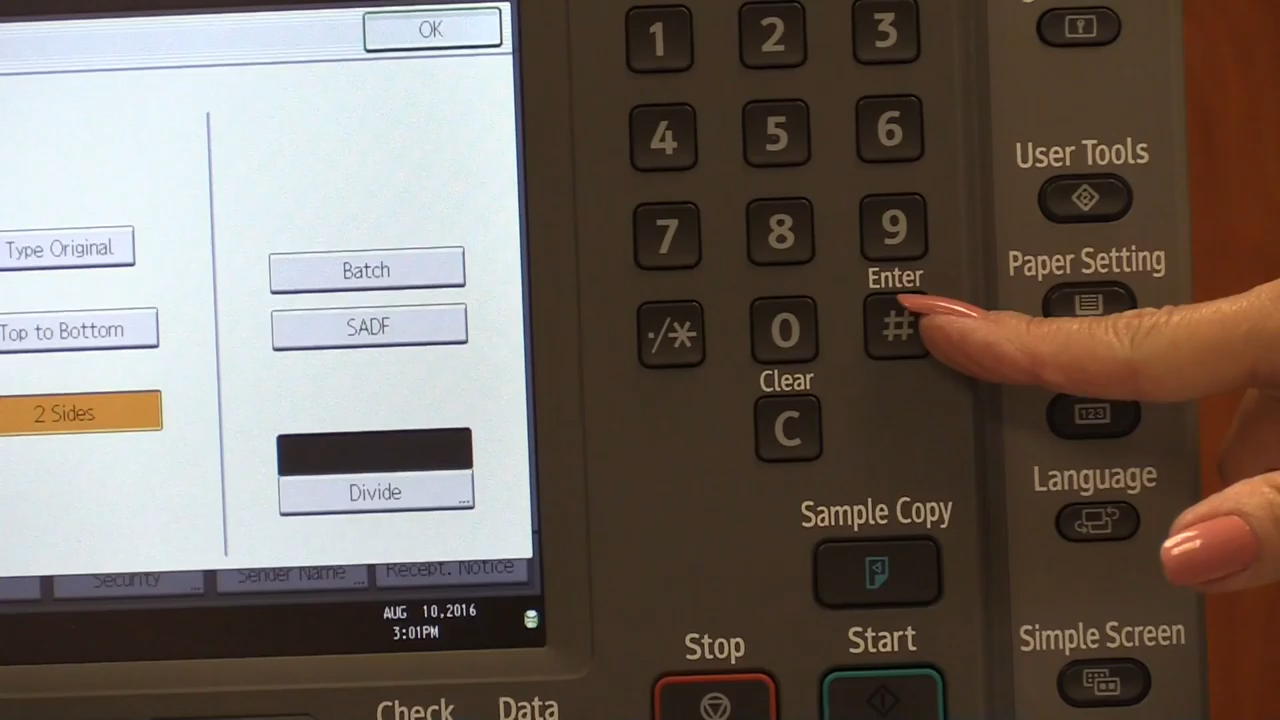 OK
Type Original
Top to Bottom
2 Sides
Batch
SADF
Divide
Security
Sender Name
Recept. Notice
AUG 10,2016
3:01PM
1
2
3
4
5
6
7
8
9
Enter
./*
0
#
Clear
C
Sample Copy
Stop
Start
Check
Data
User Tools
Paper Setting
123
Language
Simple Screen